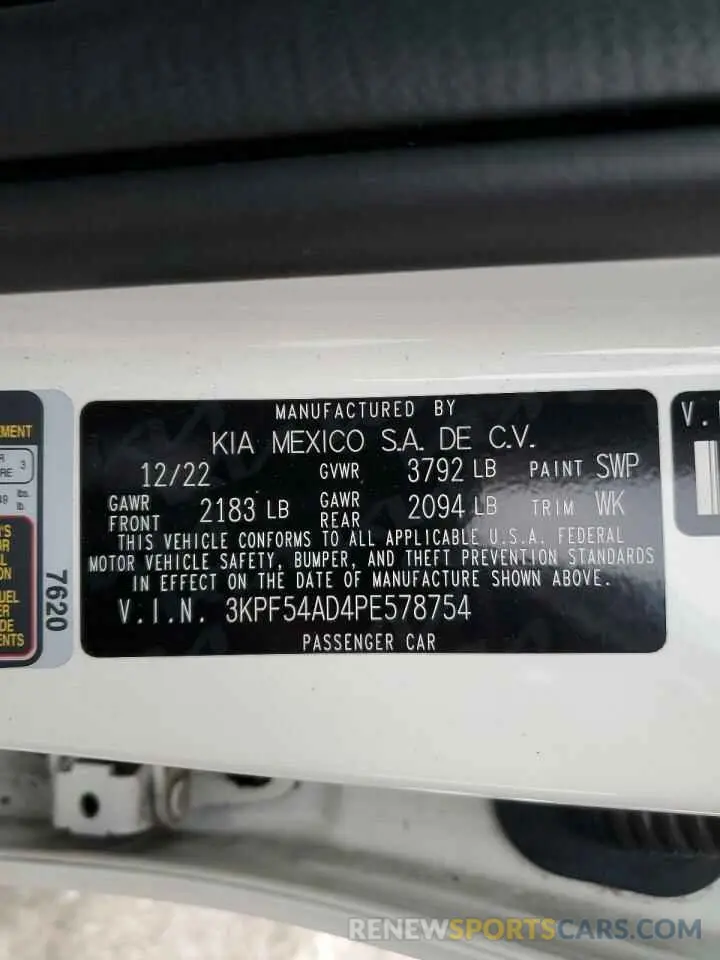 MANUFACTURED BY
KIA MEXICO S.A. DE C.V.
12/22 GVWR 3792 LB PAINT SWP
GAWR FRONT 2183 LB GAWR REAR 2094 LB TRIM WK
THIS VEHICLE CONFORMS TO ALL APPLICABLE U.S.A. FEDERAL
MOTOR VEHICLE SAFETY, BUMPER, AND THEFT PREVENTION STANDARDS
IN EFFECT ON THE DATE OF MANUFACTURE SHOWN ABOVE.
V.I.N. 3KPF54AD4PE578754
PASSENGER CAR
7620
RENEWSPORTSCARS.COM